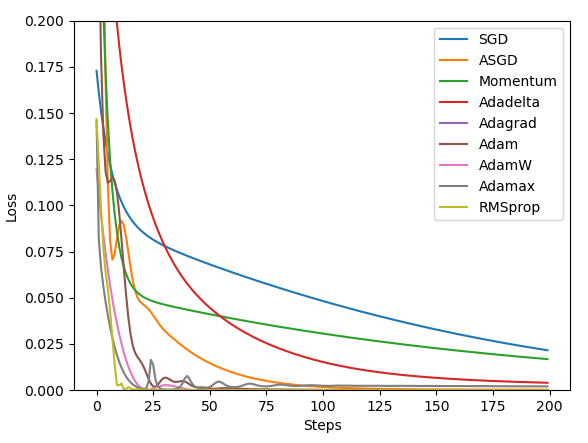 0.200
0.175
0.150
0.125
0.100
0.075
0.050
0.025
0.000
Loss
0
25
50
75
100
125
150
175
200
Steps
SGD
ASGD
Momentum
Adadelta
Adagrad
Adam
AdamW
Adamax
RMSprop